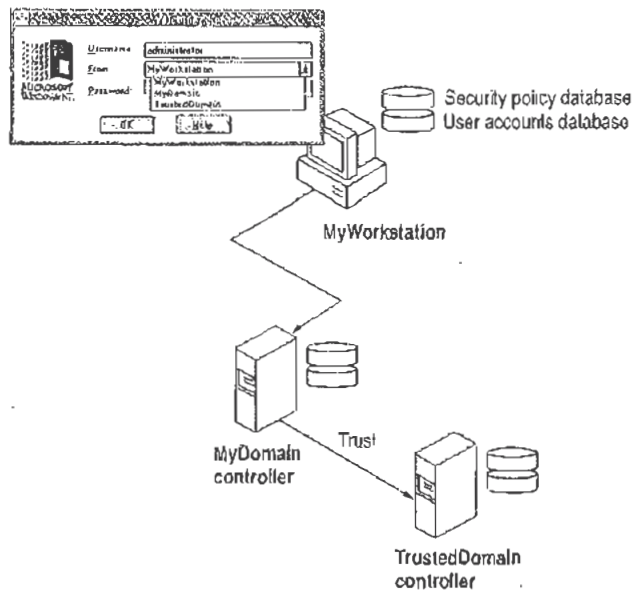 Username:
administrator
From:
MyWorkstation
MyWorkstation
MyDomain
TrustedDomain
Password:
MICROSOFT
OK
Help
Security policy database
User accounts database
MyWorkstation
MyDomain
controller
Trust
TrustedDomain
controller